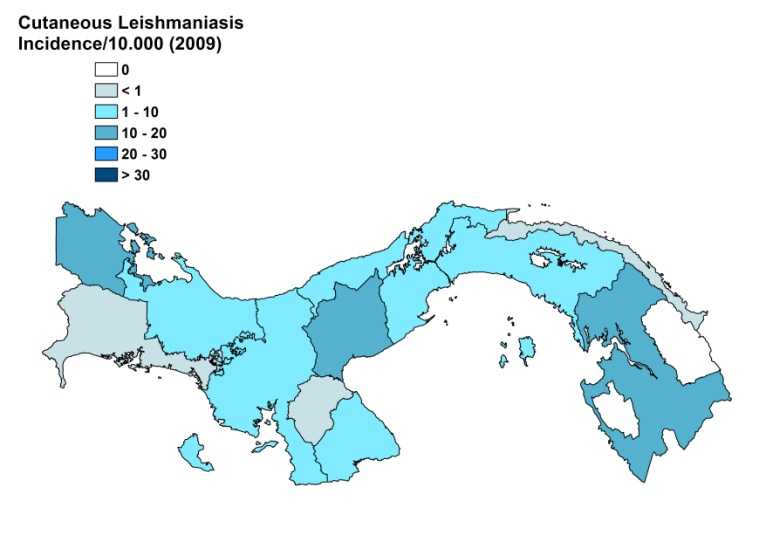 Cutaneous Leishmaniasis
Incidence/10.000 (2009)
0
< 1
1 - 10
10 - 20
20 - 30
> 30